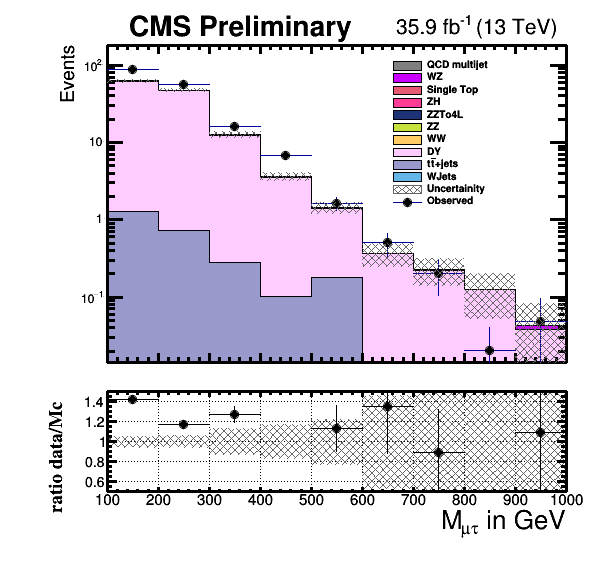 CMS Preliminary
35.9 fb⁻¹ (13 TeV)
Events
10²
10
1
10⁻¹
QCD multijet
WZ
Single Top
ZH
ZZTo4L
ZZ
WW
DY
tt̄+jets
WJets
Uncertainity
Observed
ratio data/Mc
1.4
1.2
1
0.8
0.6
100 200 300 400 500 600 700 800 900 1000
M_μτ in GeV